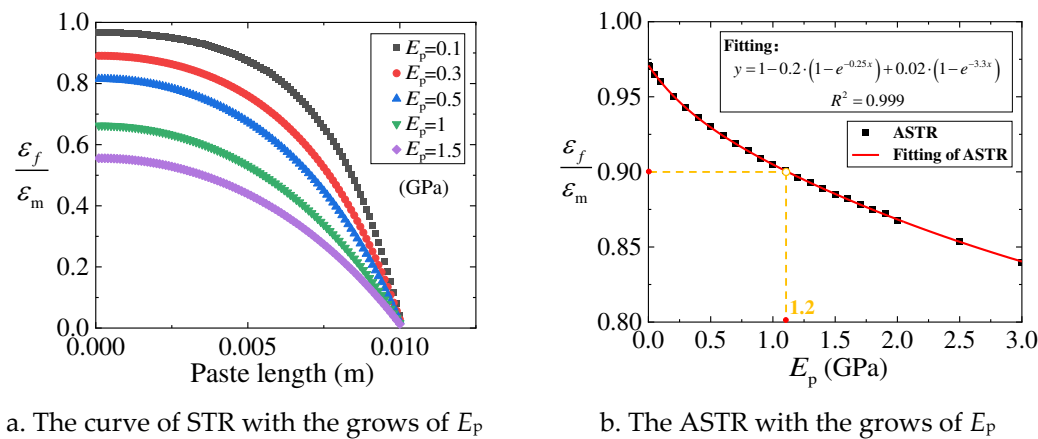 1.0
0.8
0.6
0.4
0.2
0.0
ε_f
ε_m
E_p=0.1
E_p=0.3
E_p=0.5
E_p=1
E_p=1.5
(GPa)
0.000 0.005 0.010
Paste length (m)
a. The curve of STR with the grows of E_P
1.00
0.95
0.90
0.85
0.80
ε_f
ε_m
Fitting:
y=1−0.2·(1−e^{−0.25x})+0.02·(1−e^{−3.3x})
R²=0.999
ASTR
Fitting of ASTR
1.2
0.0 0.5 1.0 1.5 2.0 2.5 3.0
E_p (GPa)
b. The ASTR with the grows of E_P